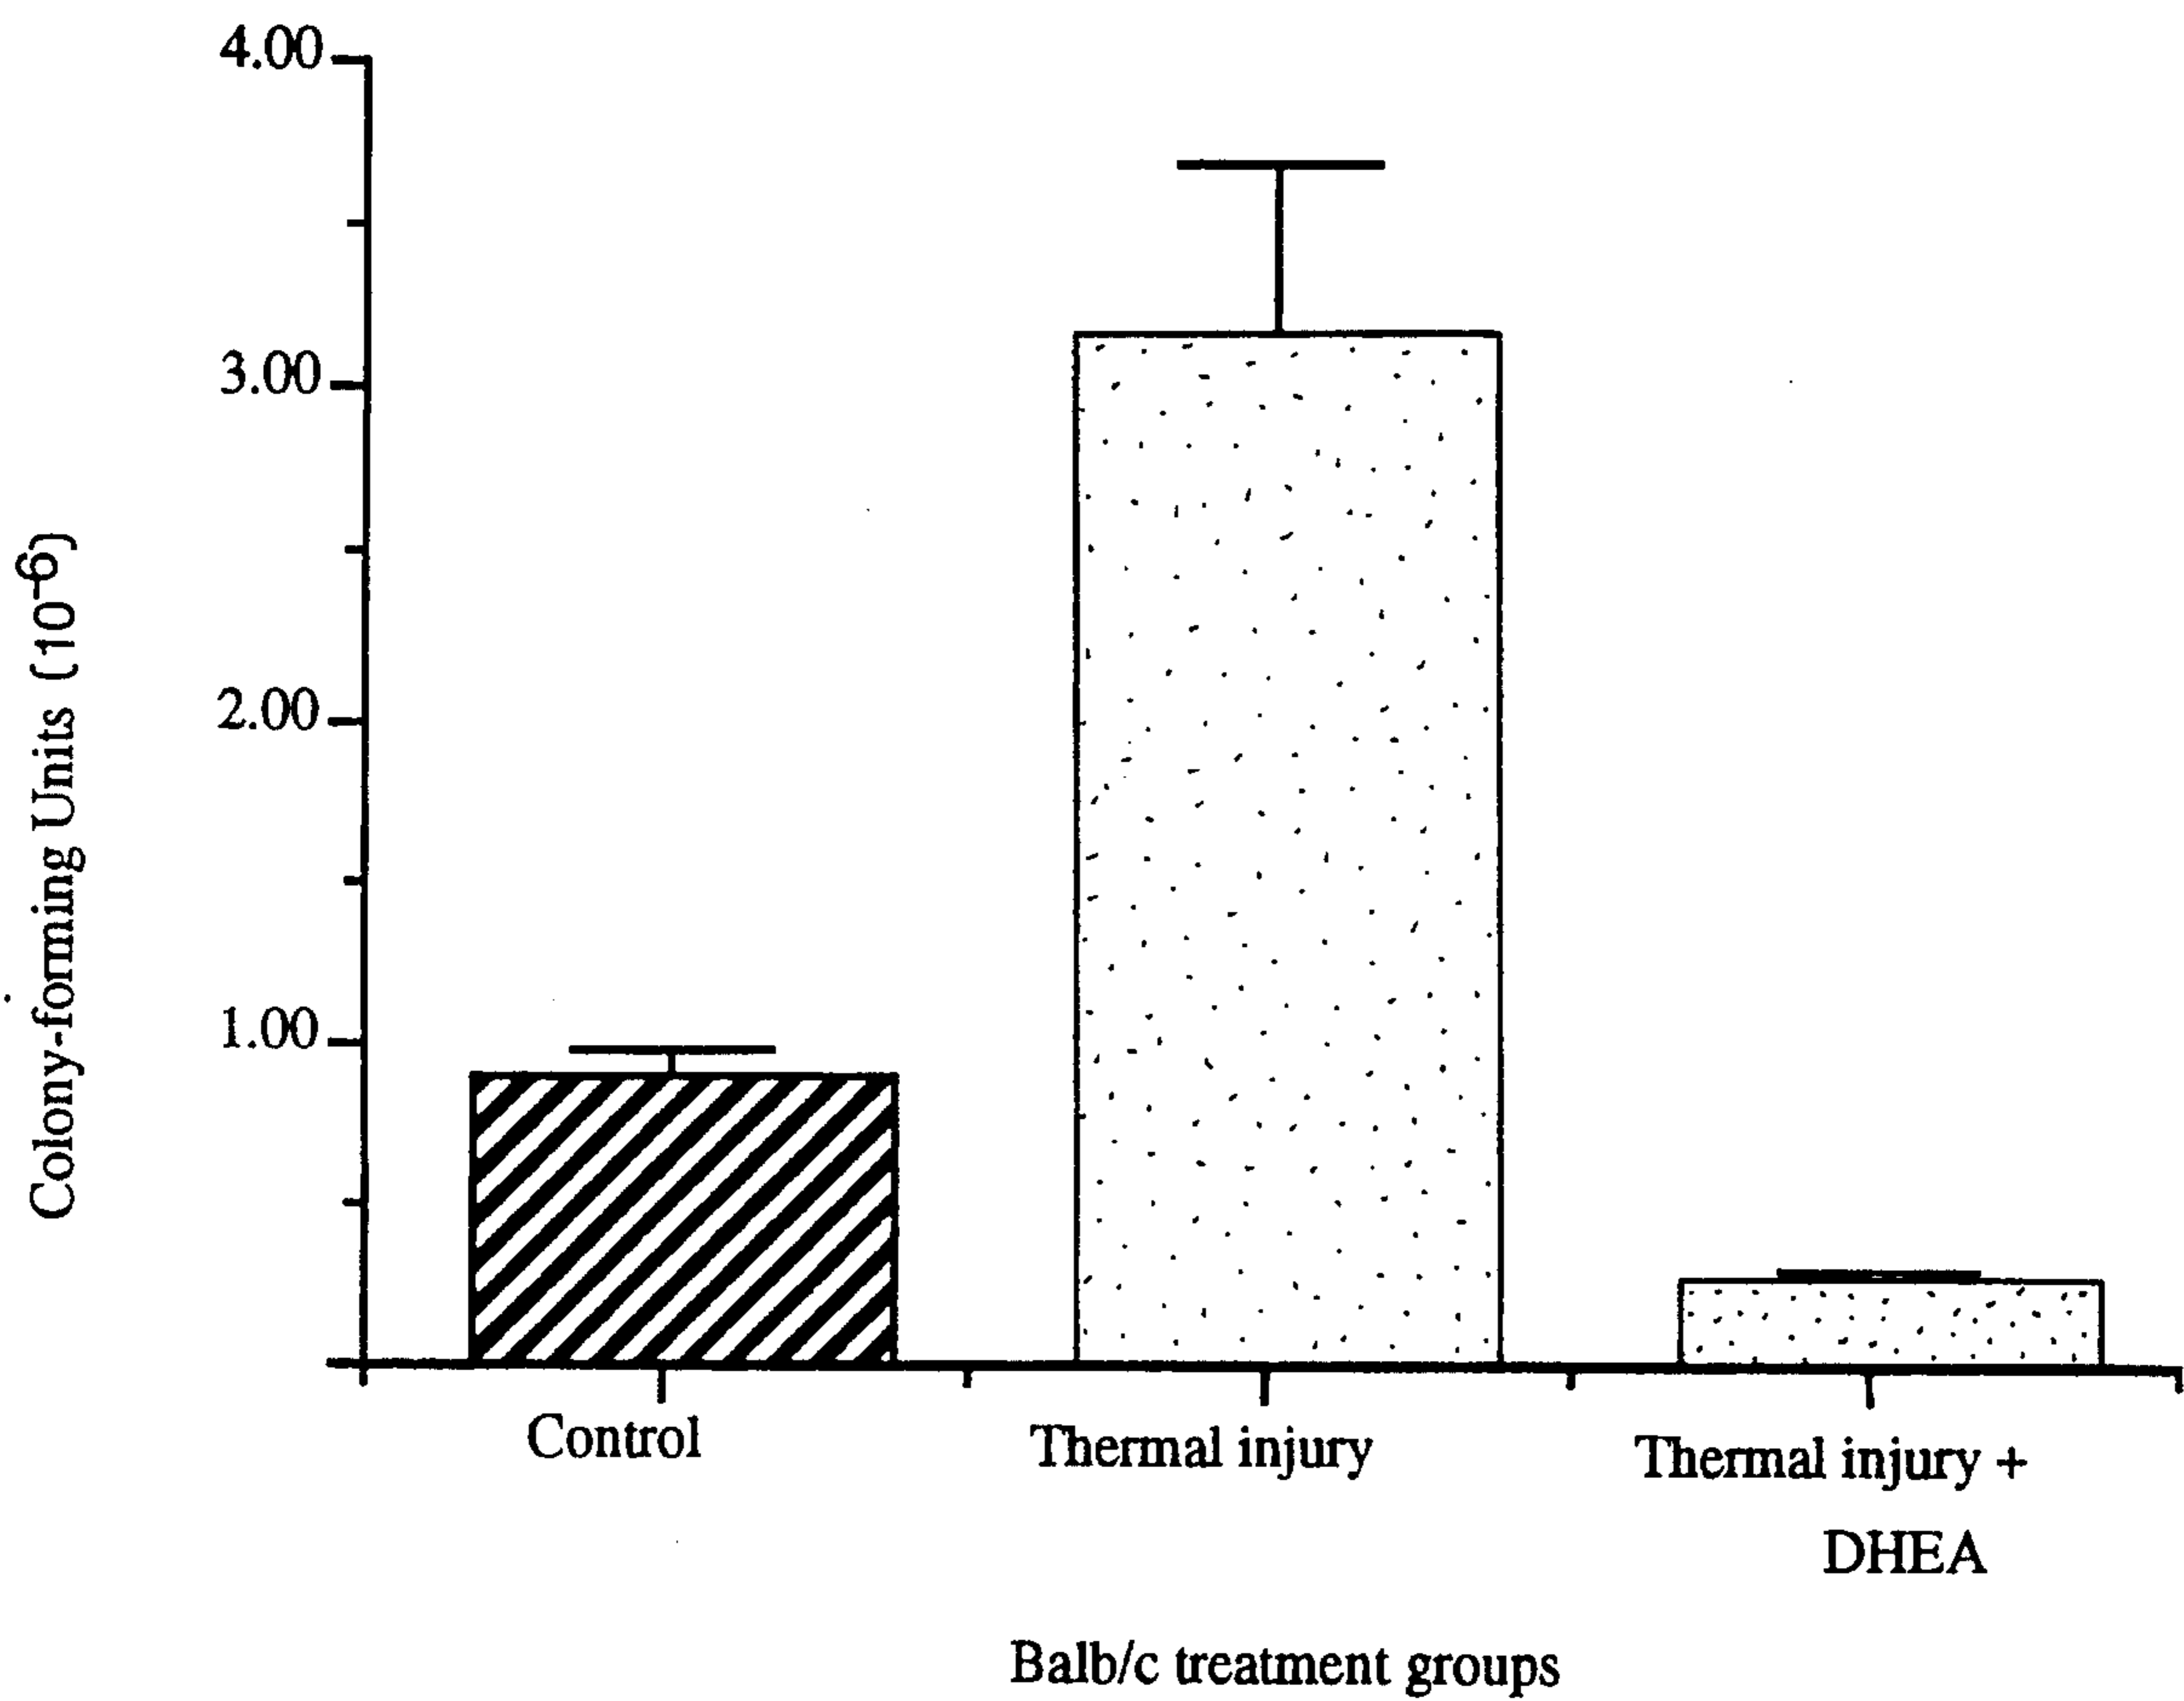 4.00
3.00
2.00
1.00
Colony-forming Units (10-6)
Control
Thermal injury
Thermal injury +
DHEA
Balb/c treatment groups